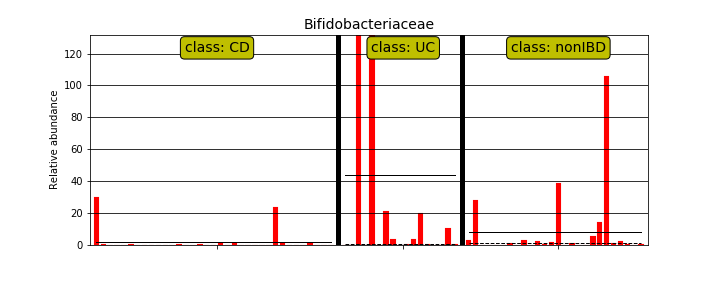 Bifidobacteriaceae
class: CD
class: UC
class: nonIBD
Relative abundance
120
100
80
60
40
20
0